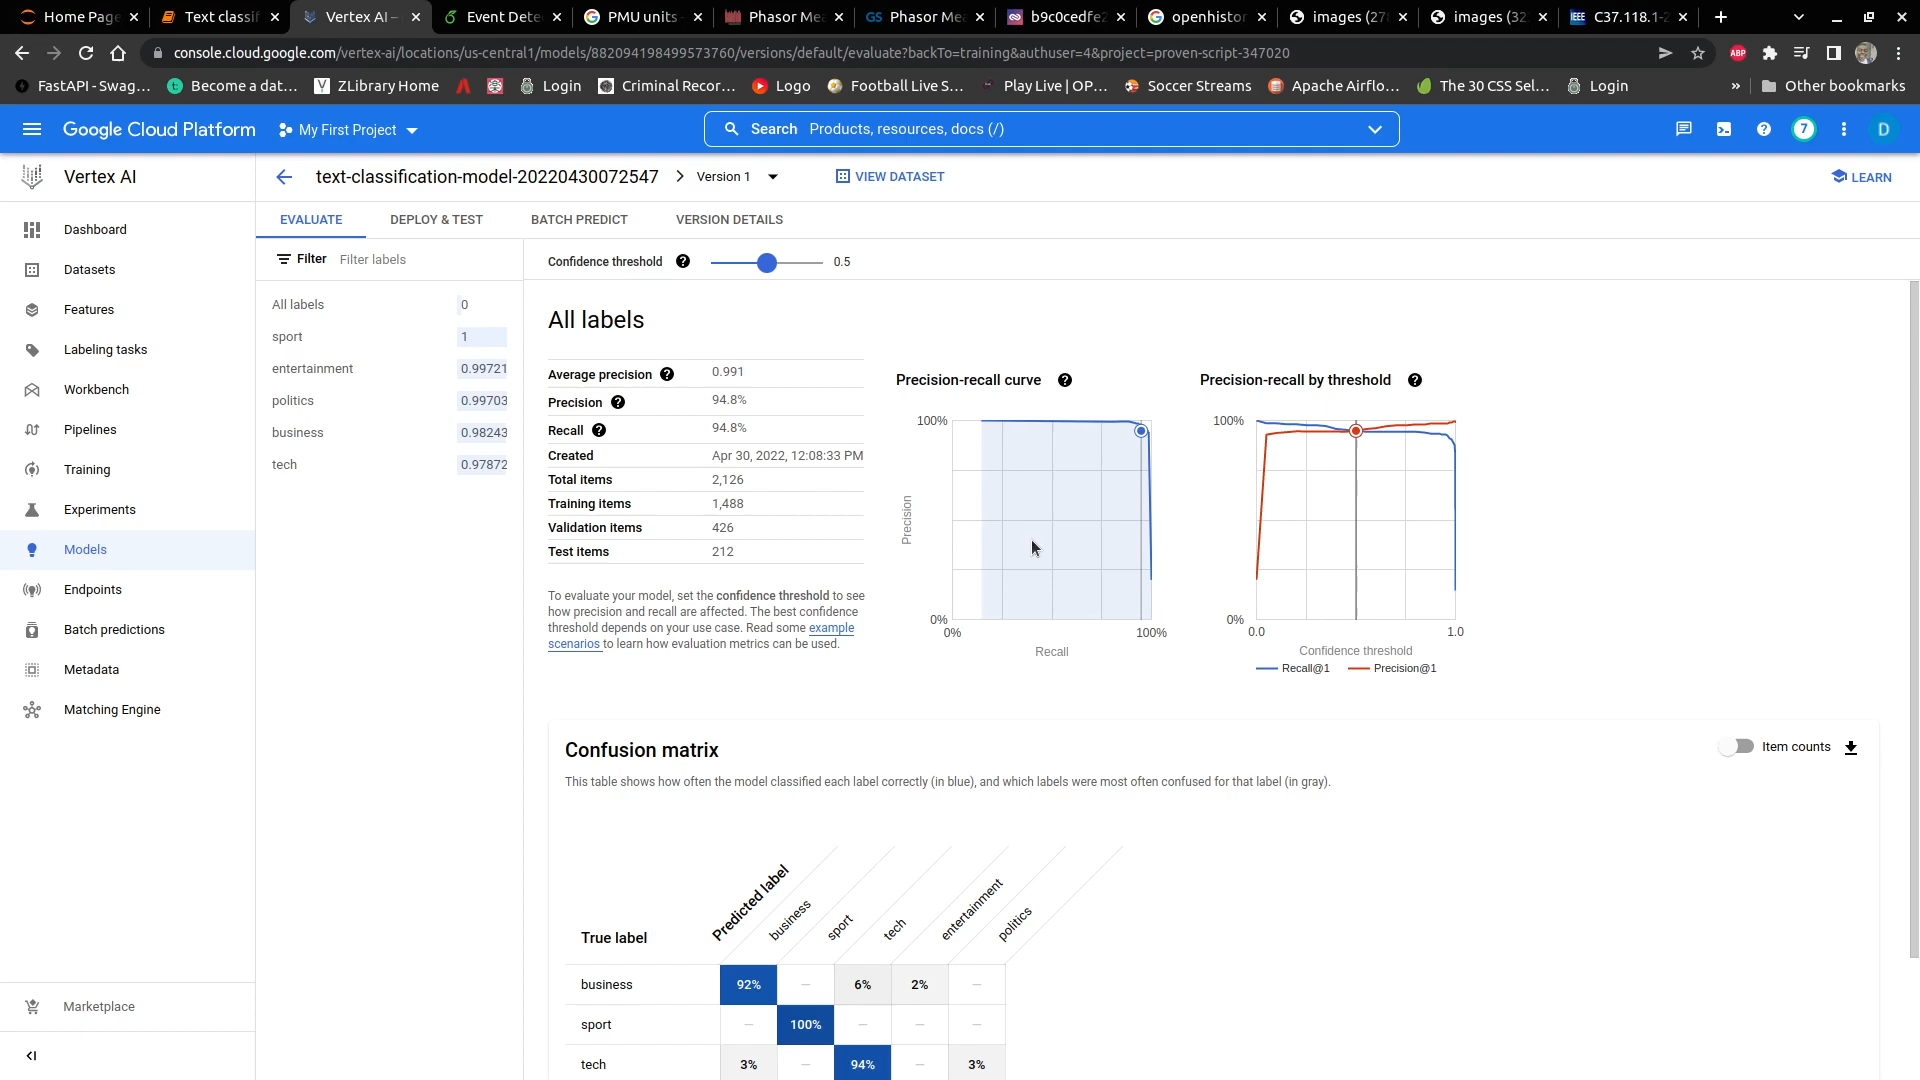 Home Page
Text classif
Vertex AI –
Event Dete
PMU units -
Phasor Mea
GS Phasor Mea
b9c0cedfe2
openhistor
images (27
images (32
IEEE C37.118.1-2
console.cloud.google.com/vertex-ai/locations/us-central1/models/882094198499573760/versions/default/evaluate?backTo=training&authuser=4&project=proven-script-347020
ABP
FastAPI - Swag...
Become a dat...
ZLibrary Home
Login
Criminal Recor...
Logo
Football Live S...
Play Live | OP...
Soccer Streams
Apache Airflo...
The 30 CSS Sel...
Login
»
Other bookmarks
Google Cloud Platform
My First Project
Search Products, resources, docs (/)
7
D
Vertex AI
text-classification-model-20220430072547
Version 1
VIEW DATASET
LEARN
EVALUATE
DEPLOY & TEST
BATCH PREDICT
VERSION DETAILS
Dashboard
Datasets
Features
Labeling tasks
Workbench
Pipelines
Training
Experiments
Models
Endpoints
Batch predictions
Metadata
Matching Engine
Marketplace
Filter Filter labels
All labels 0
sport 1
entertainment 0.99721
politics 0.99703
business 0.98243
tech 0.97872
Confidence threshold 0.5
All labels
Average precision 0.991
Precision 94.8%
Recall 94.8%
Created Apr 30, 2022, 12:08:33 PM
Total items 2,126
Training items 1,488
Validation items 426
Test items 212
To evaluate your model, set the confidence threshold to see
how precision and recall are affected. The best confidence
threshold depends on your use case. Read some example
scenarios to learn how evaluation metrics can be used.
Precision-recall curve
100%
Precision
0%
0% 100%
Recall
Precision-recall by threshold
100%
0%
0.0 1.0
Confidence threshold
Recall@1 Precision@1
Confusion matrix
Item counts
This table shows how often the model classified each label correctly (in blue), and which labels were most often confused for that label (in gray).
True label
Predicted label
business
sport
tech
entertainment
politics
business 92% – 6% 2% –
sport – 100% – – –
tech 3% – 94% – 3%